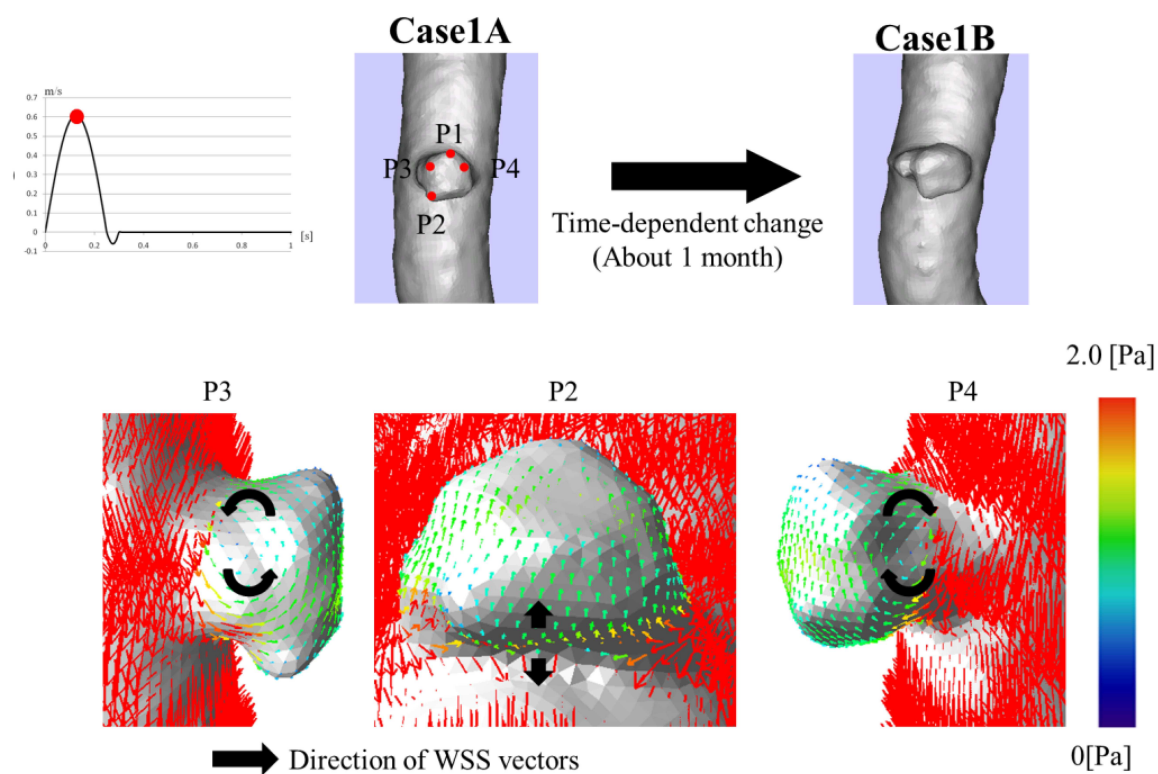 Case1A
Case1B
m/s
0.7
0.6
0.5
0.4
0.3
0.2
0.1
0
-0.1
0.2
0.4
0.6
0.8
1
[s]
P1
P3
P4
P2
Time-dependent change
(About 1 month)
2.0 [Pa]
P3
P2
P4
Direction of WSS vectors
0[Pa]